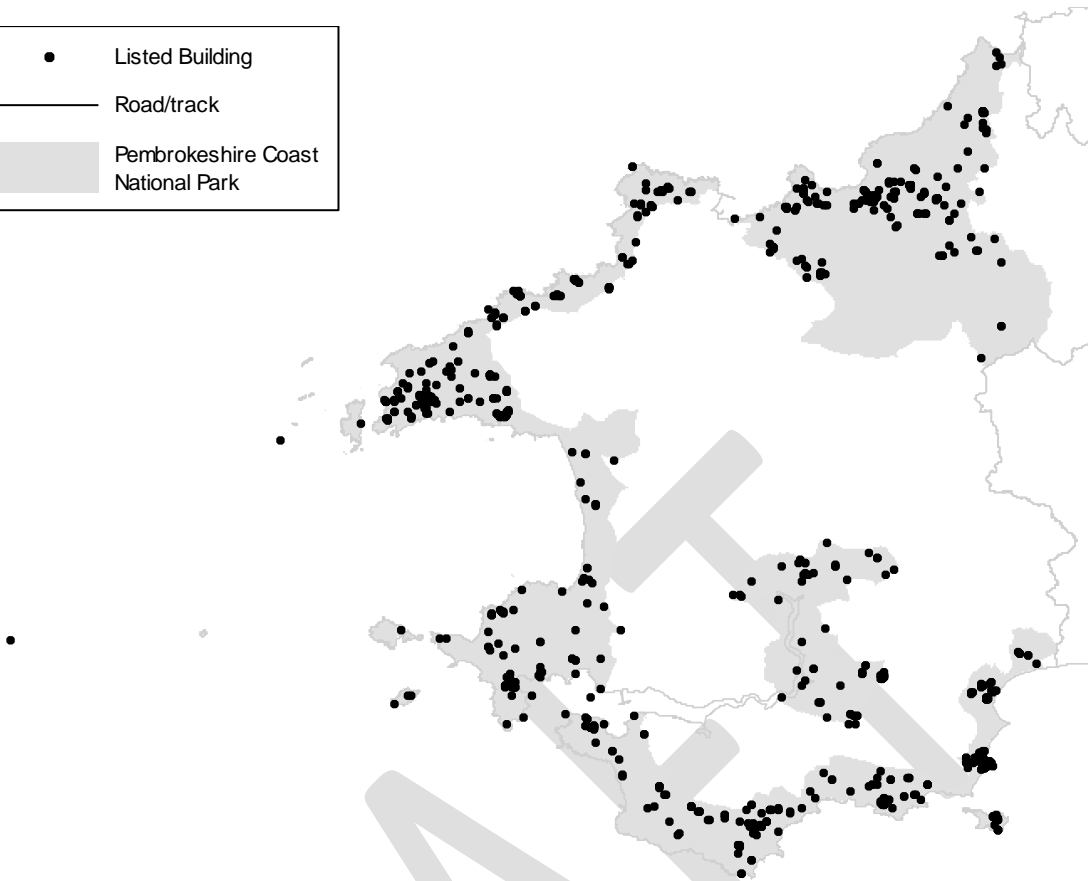 Listed Building
Road/track
Pembrokeshire Coast
National Park